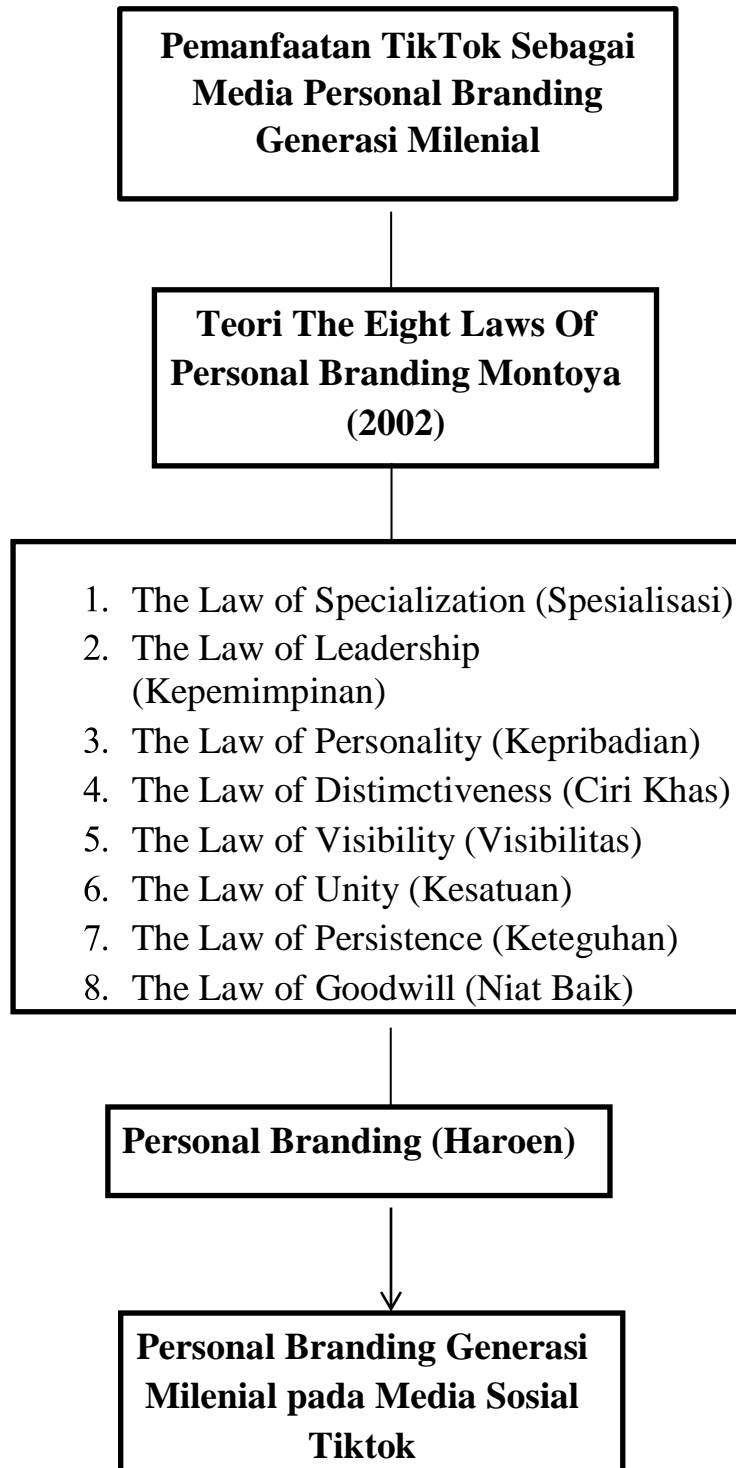 Pemanfaatan TikTok Sebagai
Media Personal Branding
Generasi Milenial
Teori The Eight Laws Of
Personal Branding Montoya
(2002)
1. The Law of Specialization (Spesialisasi)
2. The Law of Leadership
(Kepemimpinan)
3. The Law of Personality (Kepribadian)
4. The Law of Distimctiveness (Ciri Khas)
5. The Law of Visibility (Visibilitas)
6. The Law of Unity (Kesatuan)
7. The Law of Persistence (Keteguhan)
8. The Law of Goodwill (Niat Baik)
Personal Branding (Haroen)
Personal Branding Generasi
Milenial pada Media Sosial
Tiktok